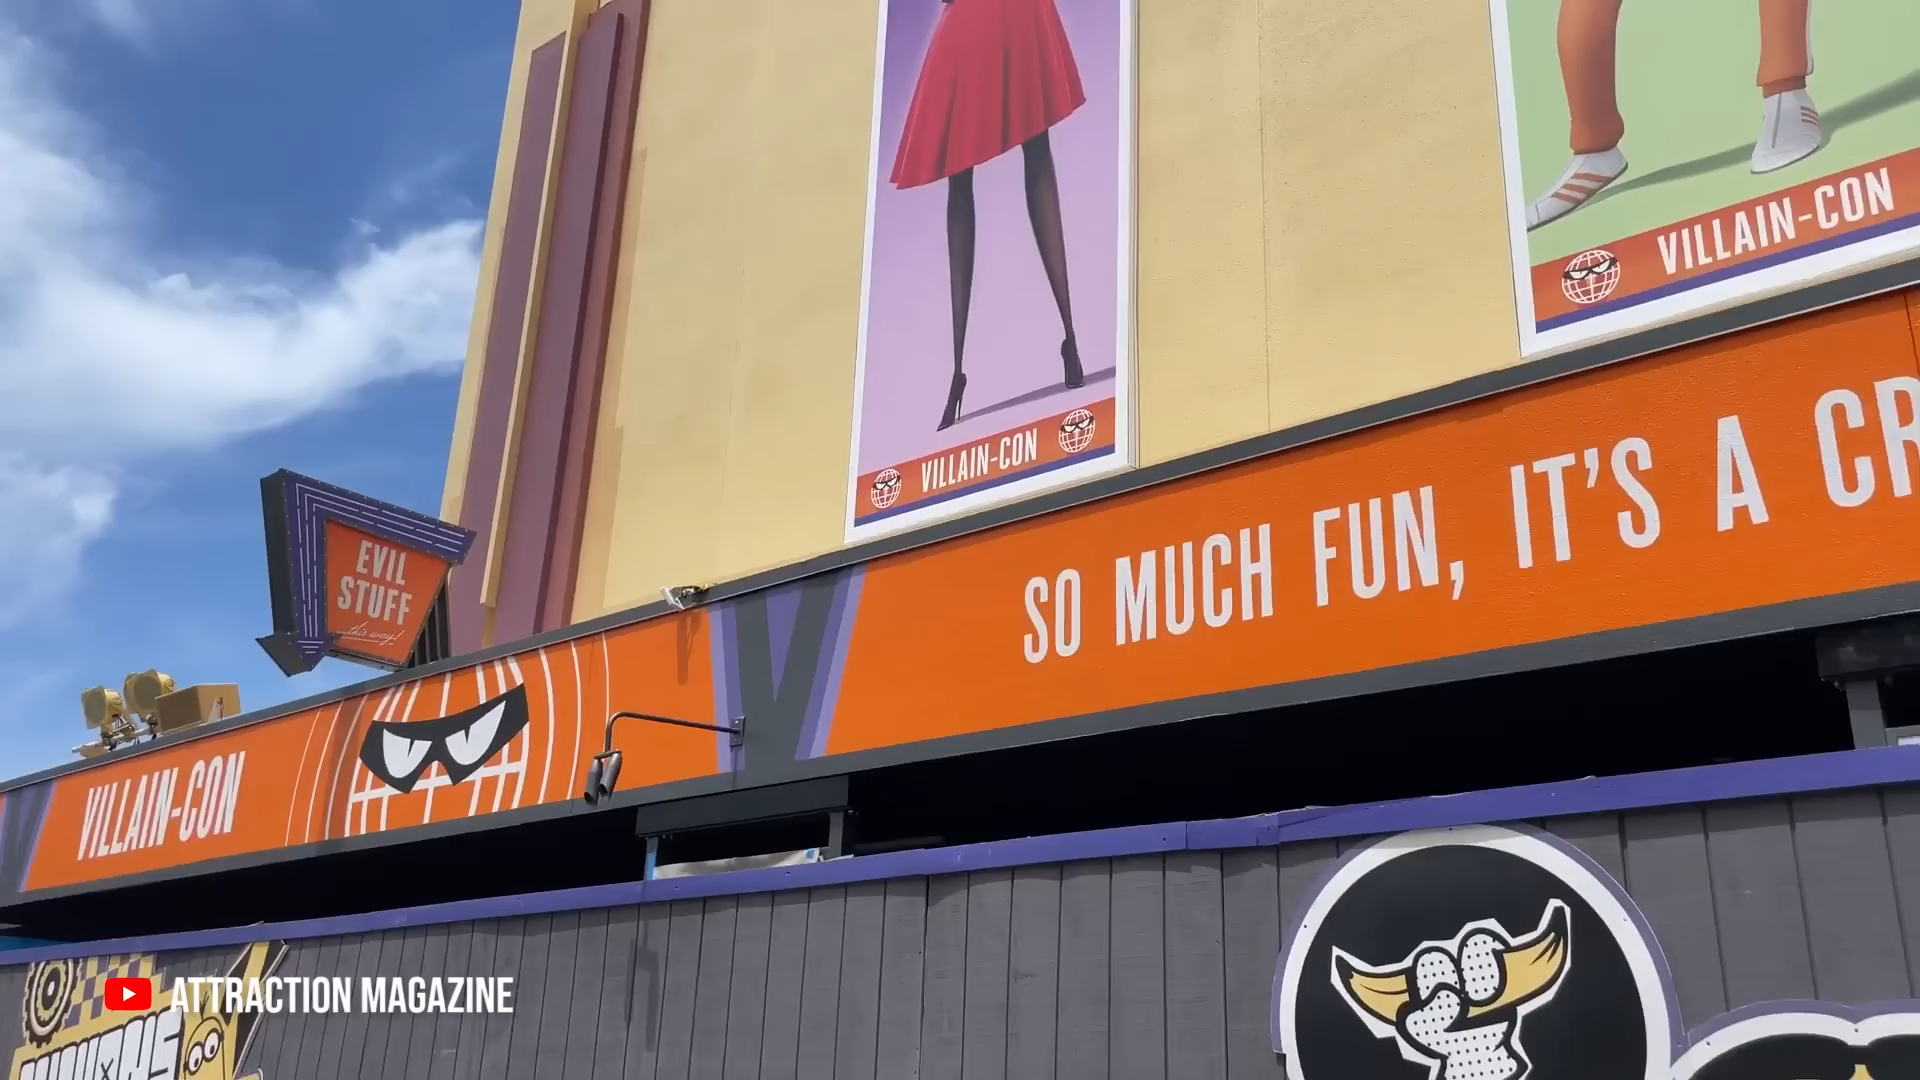 VILLAIN-CON
VILLAIN-CON
EVIL
STUFF
this way!
SO MUCH FUN, IT'S A CR
VILLAIN-CON
ATTRACTION MAGAZINE